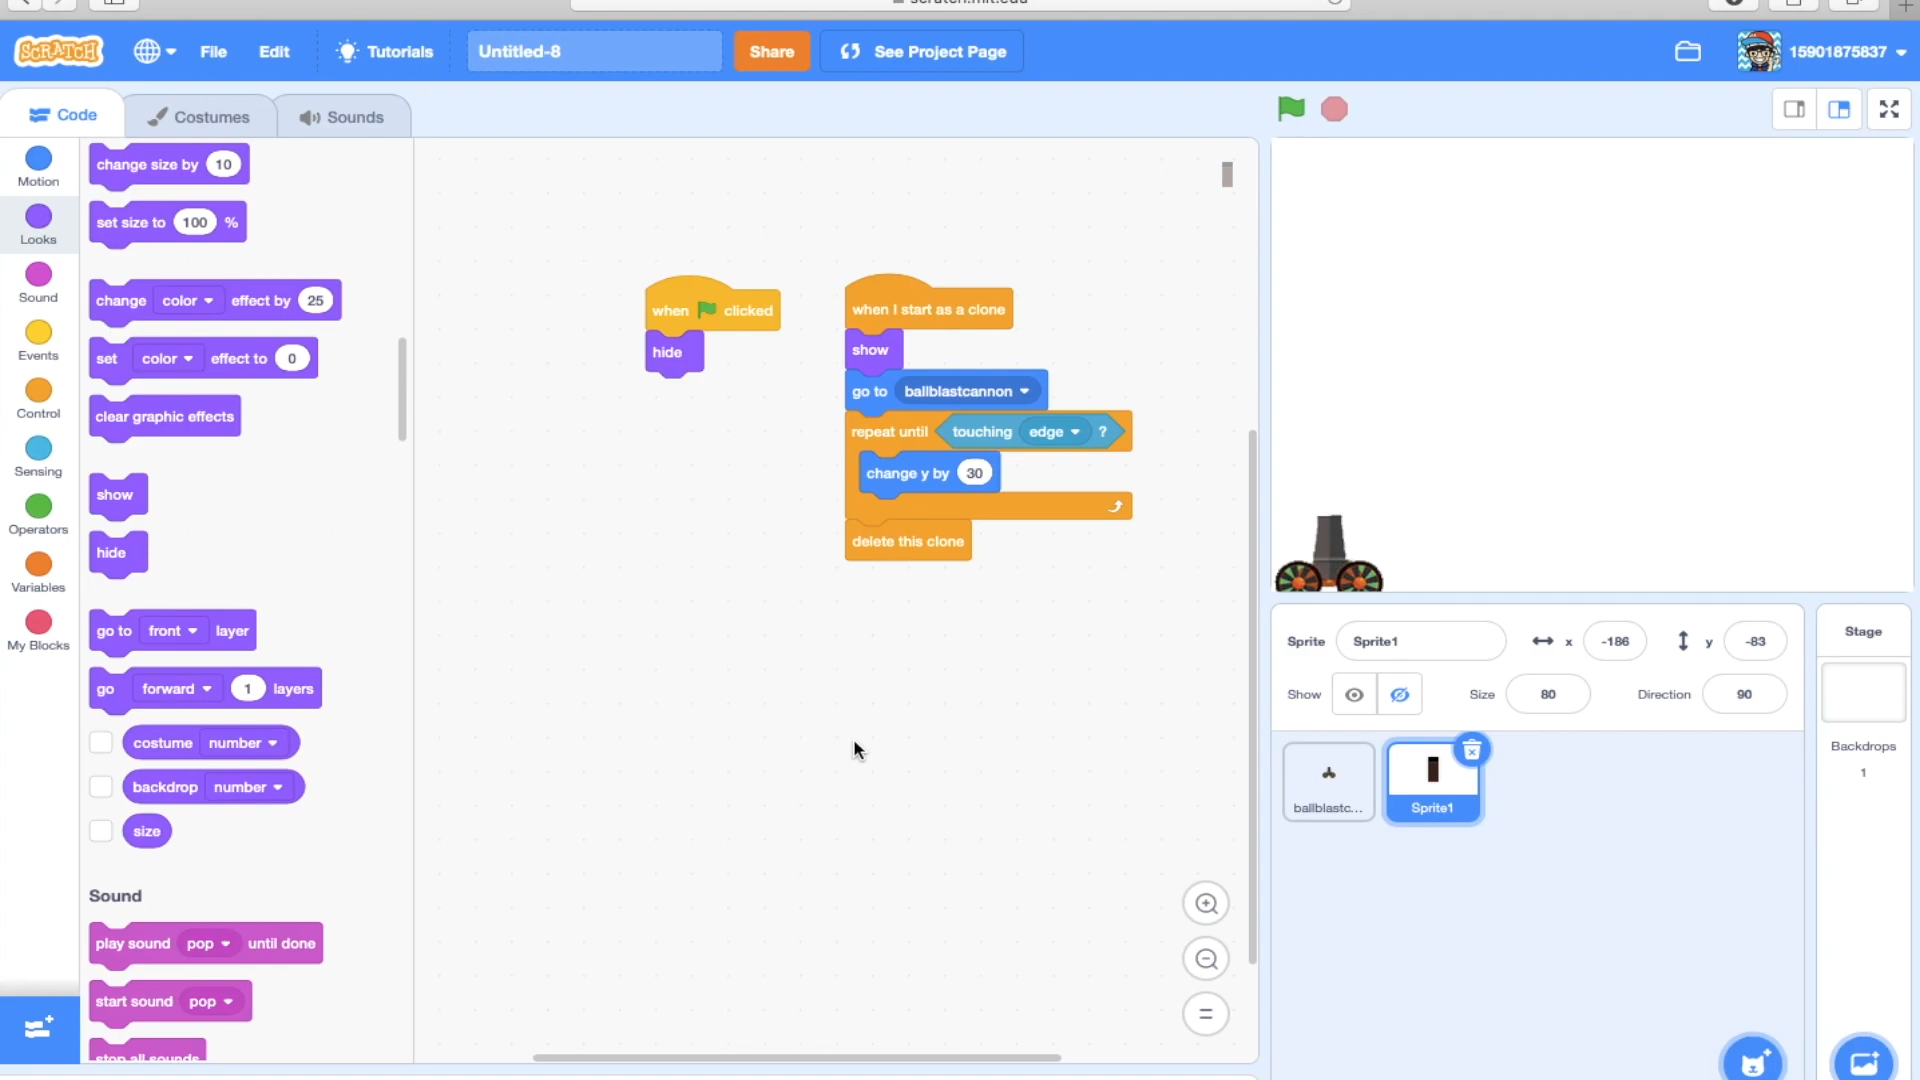 SCRATCH
File
Edit
Tutorials
Untitled-8
Share
See Project Page
15901875837
Code
Costumes
Sounds
Motion
Looks
Sound
Events
Control
Sensing
Operators
Variables
My Blocks
change size by 10
set size to 100 %
change color effect by 25
set color effect to 0
clear graphic effects
show
hide
go to front layer
go forward 1 layers
costume number
backdrop number
size
Sound
play sound pop until done
start sound pop
stop all sounds
when clicked
hide
when I start as a clone
show
go to ballblastcannon
repeat until touching edge ?
change y by 30
delete this clone
Sprite Sprite1 x -186 y -83
Show Size 80 Direction 90
ballblastc...
Sprite1
Stage
Backdrops
1